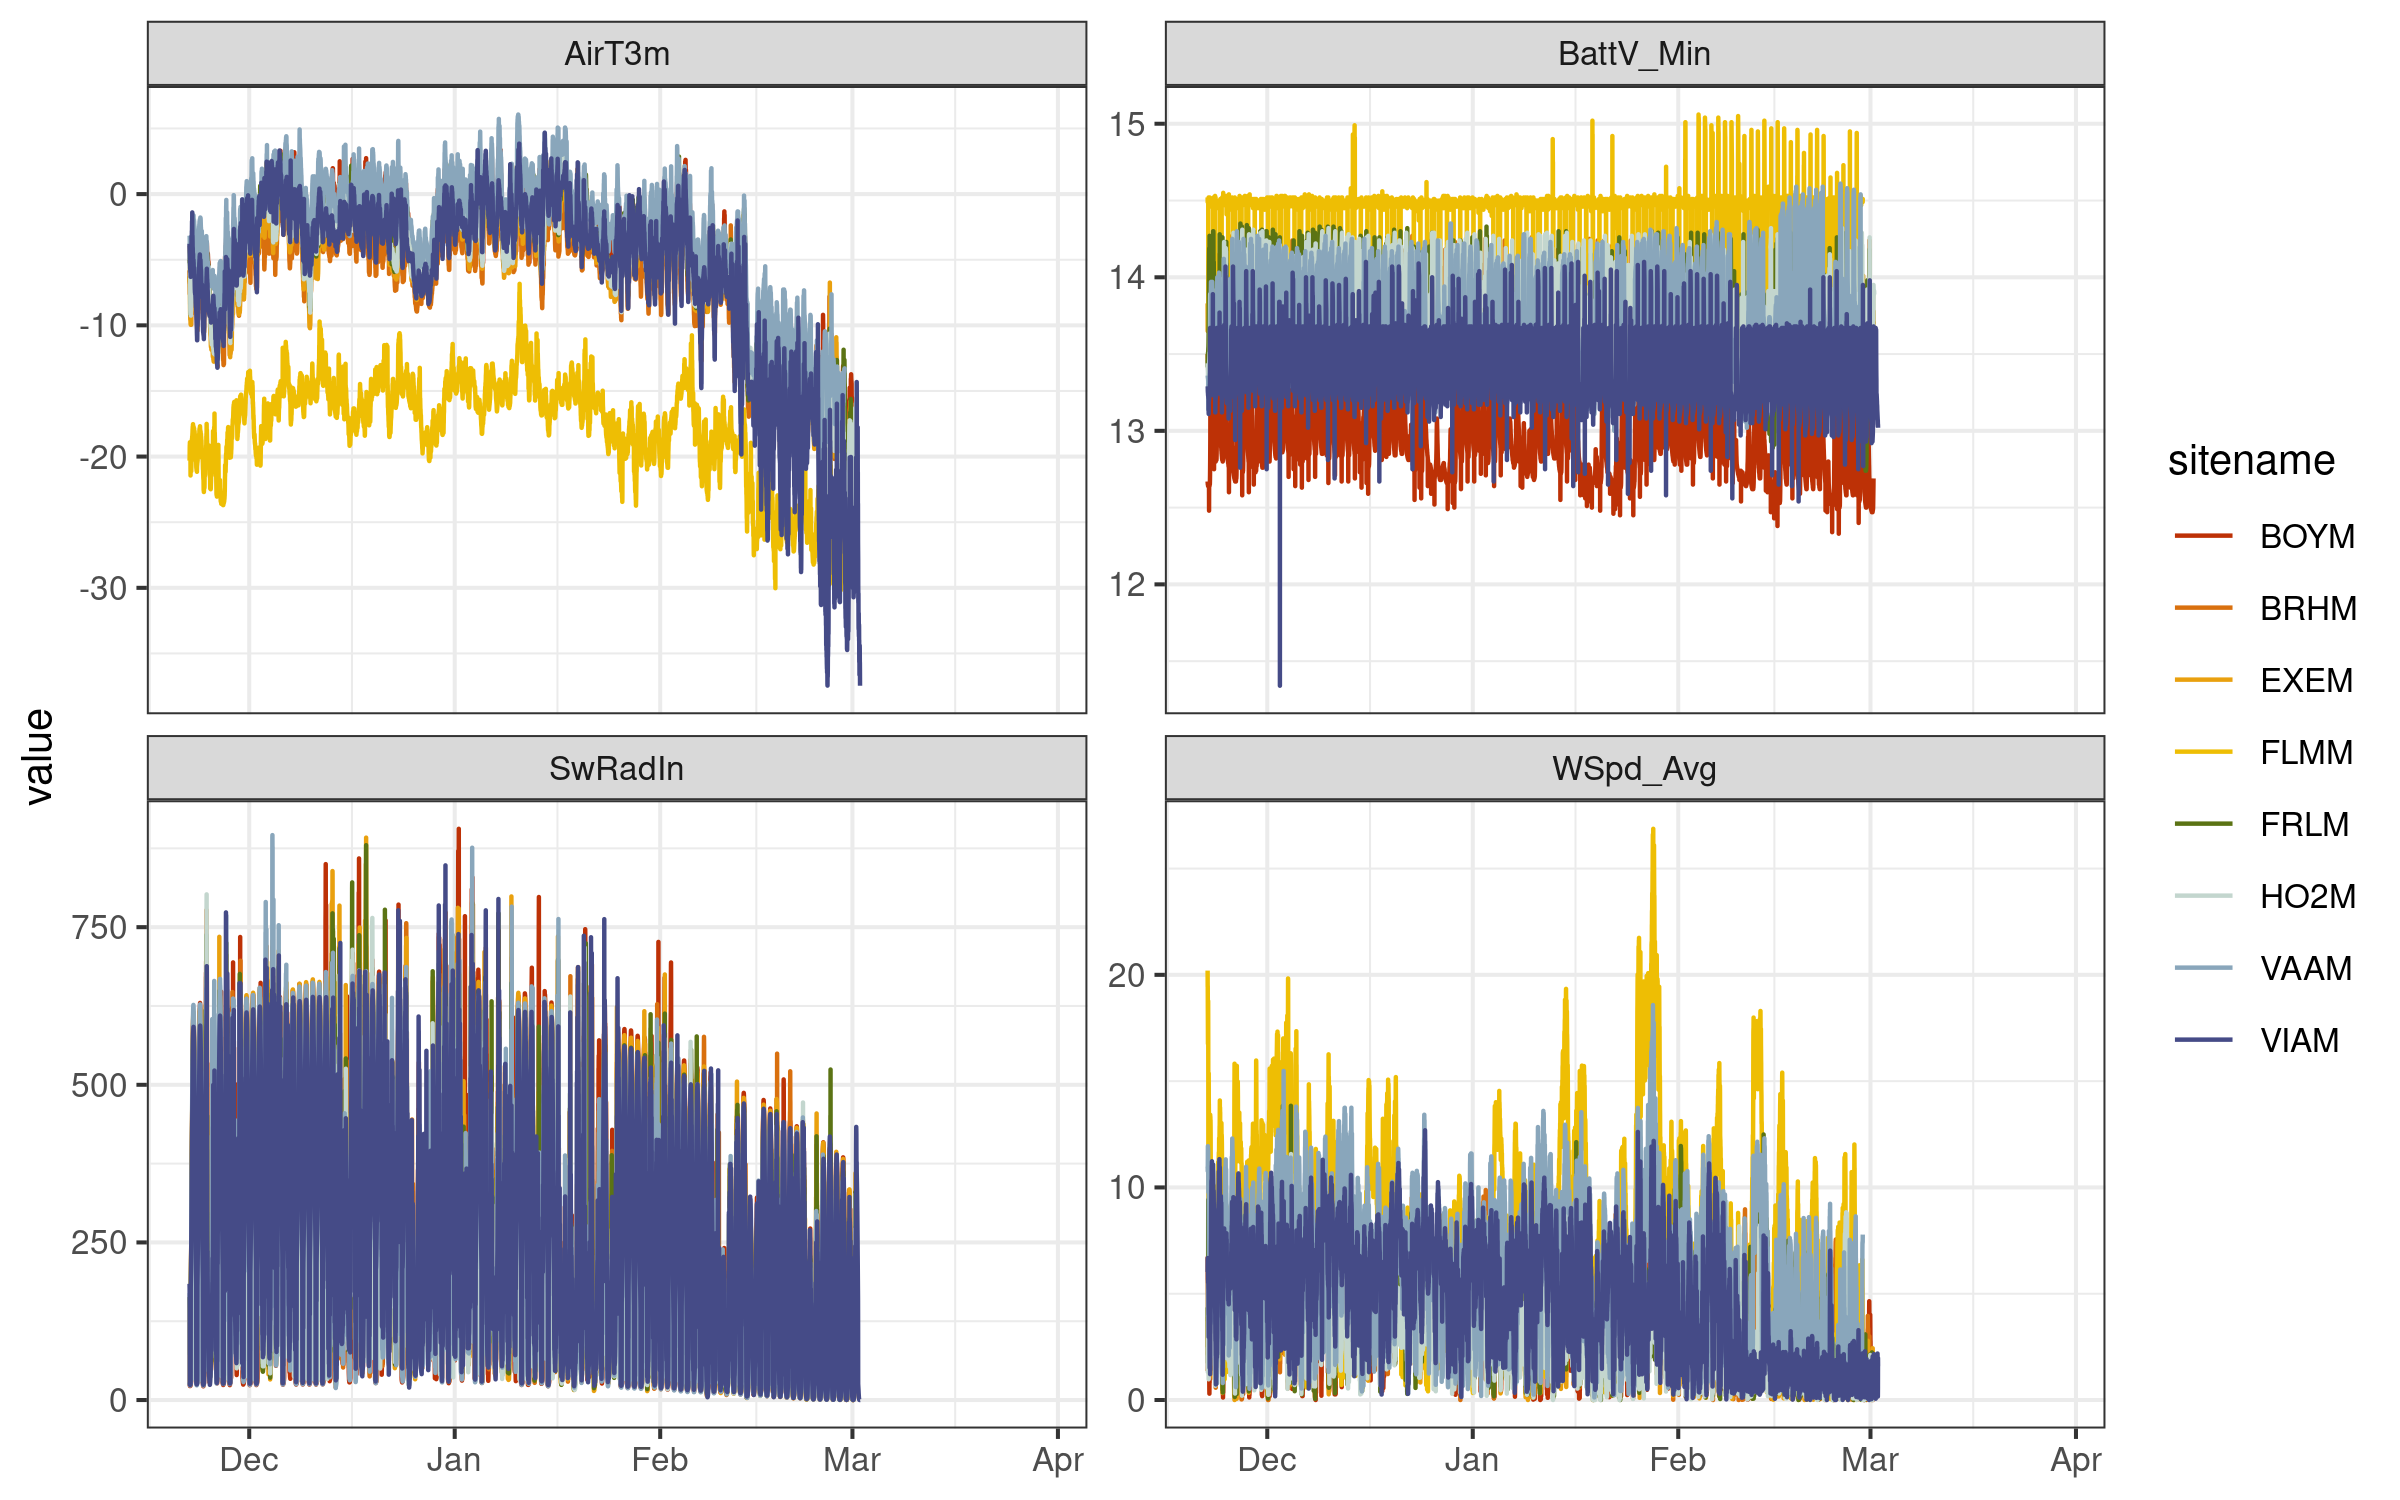 AirT3m
BattV_Min
0
-10
-20
-30
15
14
13
12
value
SwRadIn
WSpd_Avg
750
500
250
0
20
10
0
Dec Jan Feb Mar Apr
Dec Jan Feb Mar Apr
sitename
BOYM
BRHM
EXEM
FLMM
FRLM
HO2M
VAAM
VIAM